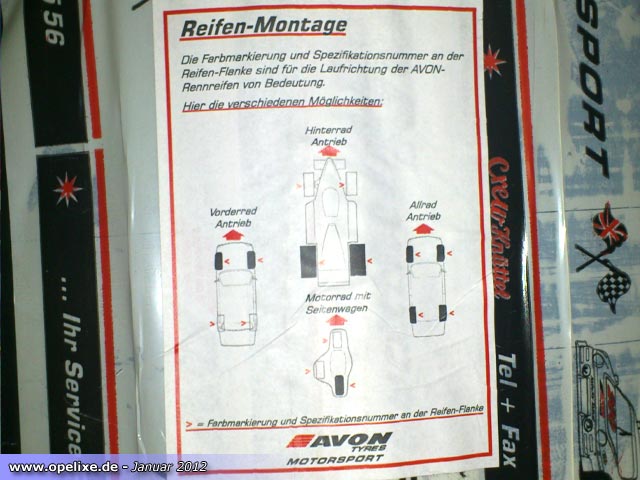 Reifen-Montage
Die Farbmarkierung und Spezifikationsnummer an der
Reifen-Flanke sind für die Laufrichtung der AVON-
Rennreifen von Bedeutung.
Hier die verschiedenen Möglichkeiten:
Hinterrad
Antrieb
Vorderrad
Antrieb
Allrad
Antrieb
Motorrad mit
Seitenwagen
> = Farbmarkierung und Spezifikationsnummer an der Reifen-Flanke
AVON
TYRES
MOTORSPORT
56
... Ihr Service
Tel + Fax
SPORT
www.opelixe.de - Januar 2012